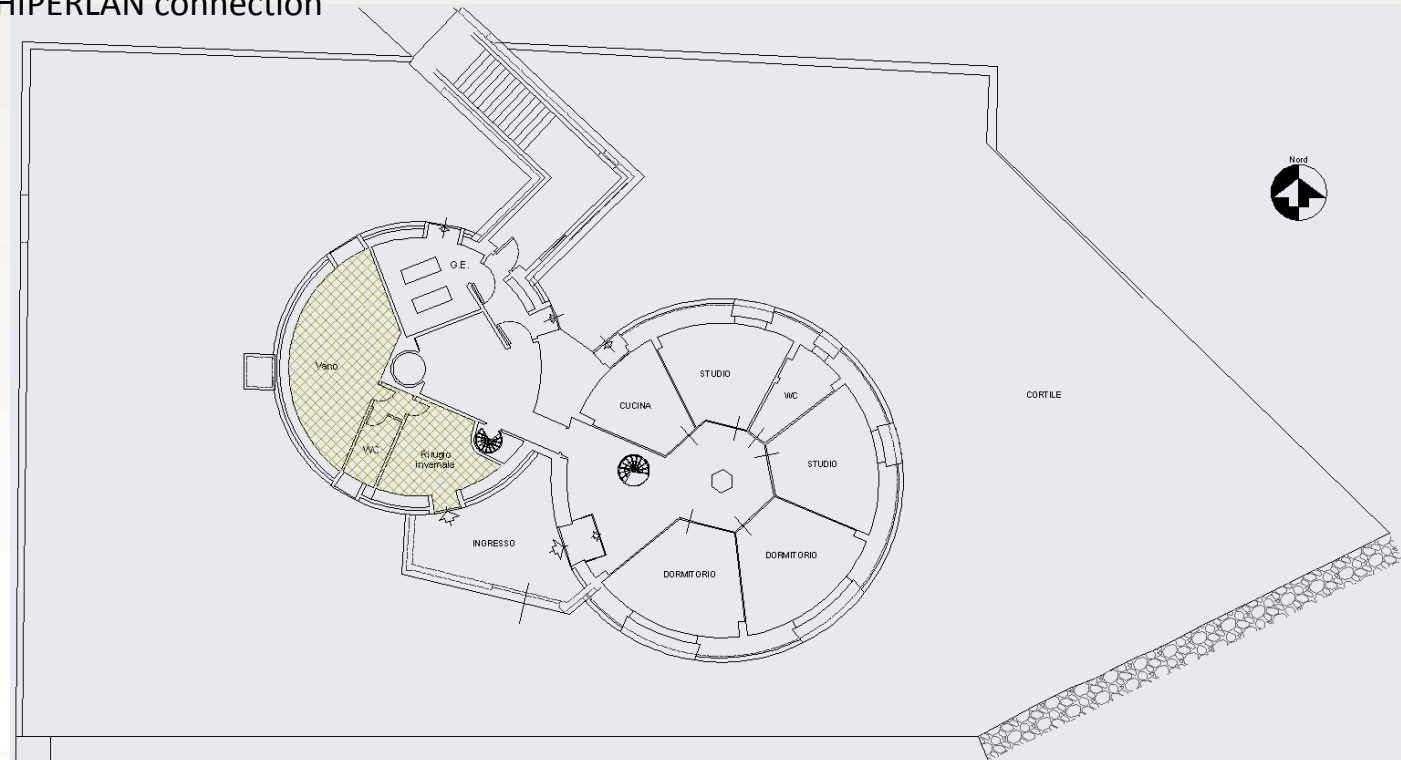 HIPERLAN connection
Nord
G.E.
Vano
STUDIO
CUCINA
WC
CORTILE
WC
Rifugio
Invernale
STUDIO
INGRESSO
DORMITORIO
DORMITORIO